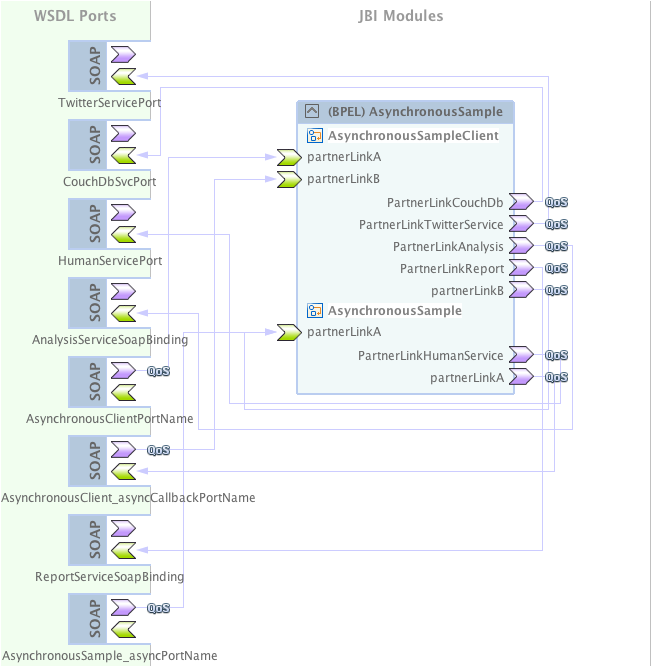 WSDL Ports
JBI Modules
SOAP
TwitterServicePort
SOAP
CouchDbSvcPort
SOAP
HumanServicePort
SOAP
AnalysisServiceSoapBinding
SOAP
QoS
AsynchronousClientPortName
SOAP
QoS
AsynchronousClient_asyncCallbackPortName
SOAP
ReportServiceSoapBinding
SOAP
QoS
AsynchronousSample_asyncPortName
(BPEL) AsynchronousSample
AsynchronousSampleClient
partnerLinkA
partnerLinkB
PartnerLinkCouchDb QoS
PartnerLinkTwitterService QoS
PartnerLinkAnalysis QoS
PartnerLinkReport QoS
partnerLinkB QoS
AsynchronousSample
partnerLinkA
PartnerLinkHumanService QoS
partnerLinkA QoS